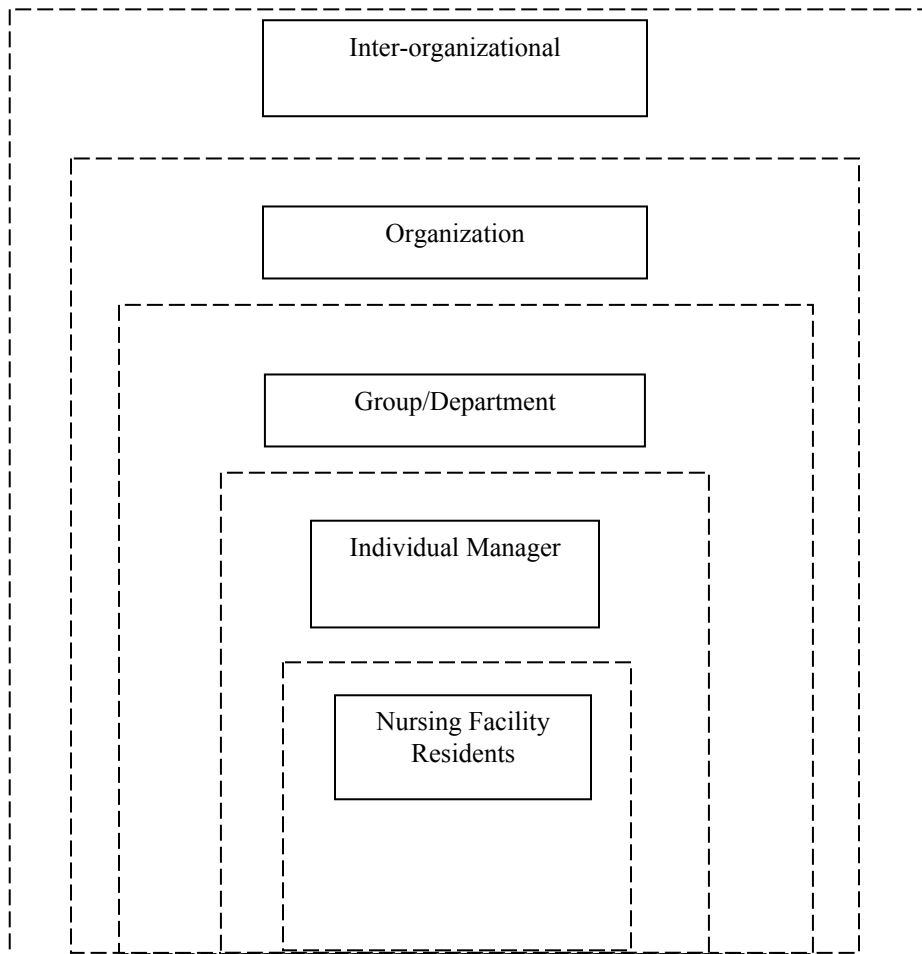 Inter-organizational
Organization
Group/Department
Individual Manager
Nursing Facility
Residents